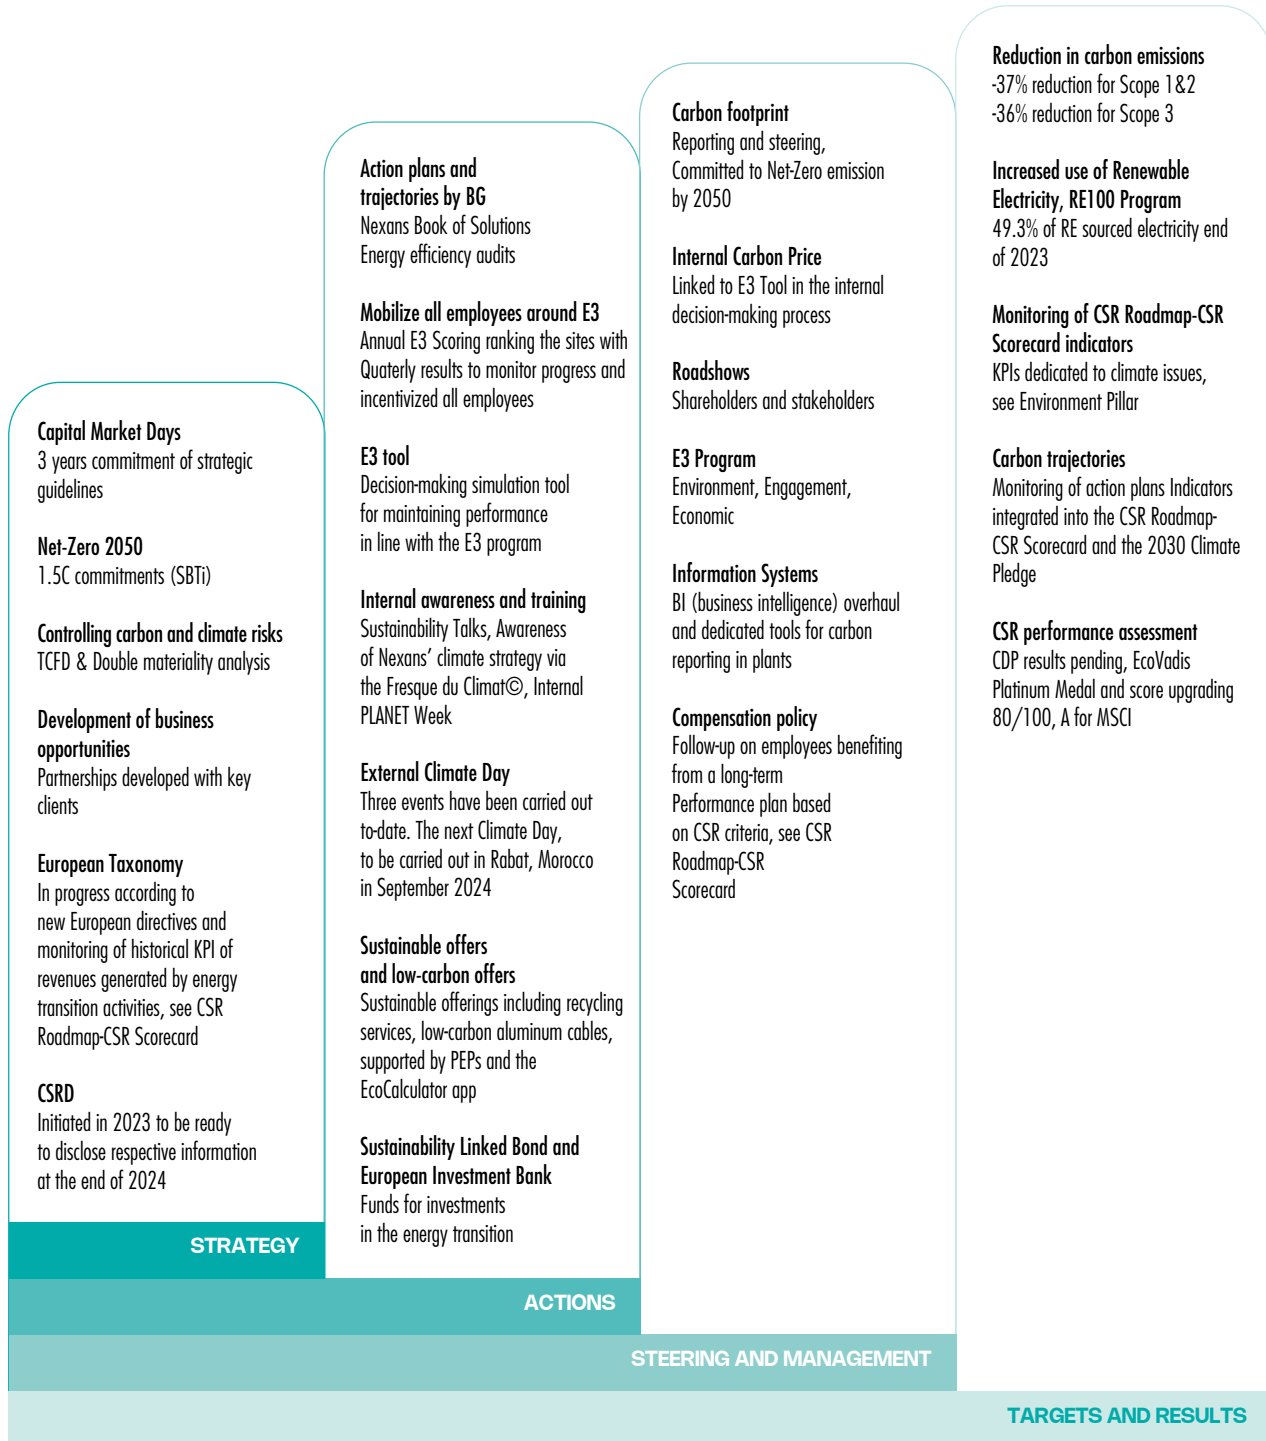 Capital Market Days
3 years commitment of strategic
guidelines
Net-Zero 2050
1.5C commitments (SBTi)
Controlling carbon and climate risks
TCFD & Double materiality analysis
Development of business
opportunities
Partnerships developed with key
clients
European Taxonomy
In progress according to
new European directives and
monitoring of historical KPI of
revenues generated by energy
transition activities, see CSR
Roadmap-CSR Scorecard
CSRD
Initiated in 2023 to be ready
to disclose respective information
at the end of 2024
STRATEGY
Action plans and
trajectories by BG
Nexans Book of Solutions
Energy efficiency audits
Mobilize all employees around E3
Annual E3 Scoring ranking the sites with
Quaterly results to monitor progress and
incentivized all employees
E3 tool
Decision-making simulation tool
for maintaining performance
in line with the E3 program
Internal awareness and training
Sustainability Talks, Awareness
of Nexans’ climate strategy via
the Fresque du Climat©, Internal
PLANET Week
External Climate Day
Three events have been carried out
to-date. The next Climate Day,
to be carried out in Rabat, Morocco
in September 2024
Sustainable offers
and low-carbon offers
Sustainable offerings including recycling
services, low-carbon aluminum cables,
supported by PEPs and the
EcoCalculator app
Sustainability Linked Bond and
European Investment Bank
Funds for investments
in the energy transition
ACTIONS
Carbon footprint
Reporting and steering,
Committed to Net-Zero emission
by 2050
Internal Carbon Price
Linked to E3 Tool in the internal
decision-making process
Roadshows
Shareholders and stakeholders
E3 Program
Environment, Engagement,
Economic
Information Systems
BI (business intelligence) overhaul
and dedicated tools for carbon
reporting in plants
Compensation policy
Follow-up on employees benefiting
from a long-term
Performance plan based
on CSR criteria, see CSR
Roadmap-CSR
Scorecard
STEERING AND MANAGEMENT
Reduction in carbon emissions
-37% reduction for Scope 1&2
-36% reduction for Scope 3
Increased use of Renewable
Electricity, RE100 Program
49.3% of RE sourced electricity end
of 2023
Monitoring of CSR Roadmap-CSR
Scorecard indicators
KPIs dedicated to climate issues,
see Environment Pillar
Carbon trajectories
Monitoring of action plans Indicators
integrated into the CSR Roadmap-
CSR Scorecard and the 2030 Climate
Pledge
CSR performance assessment
CDP results pending, EcoVadis
Platinum Medal and score upgrading
80/100, A for MSCI
TARGETS AND RESULTS